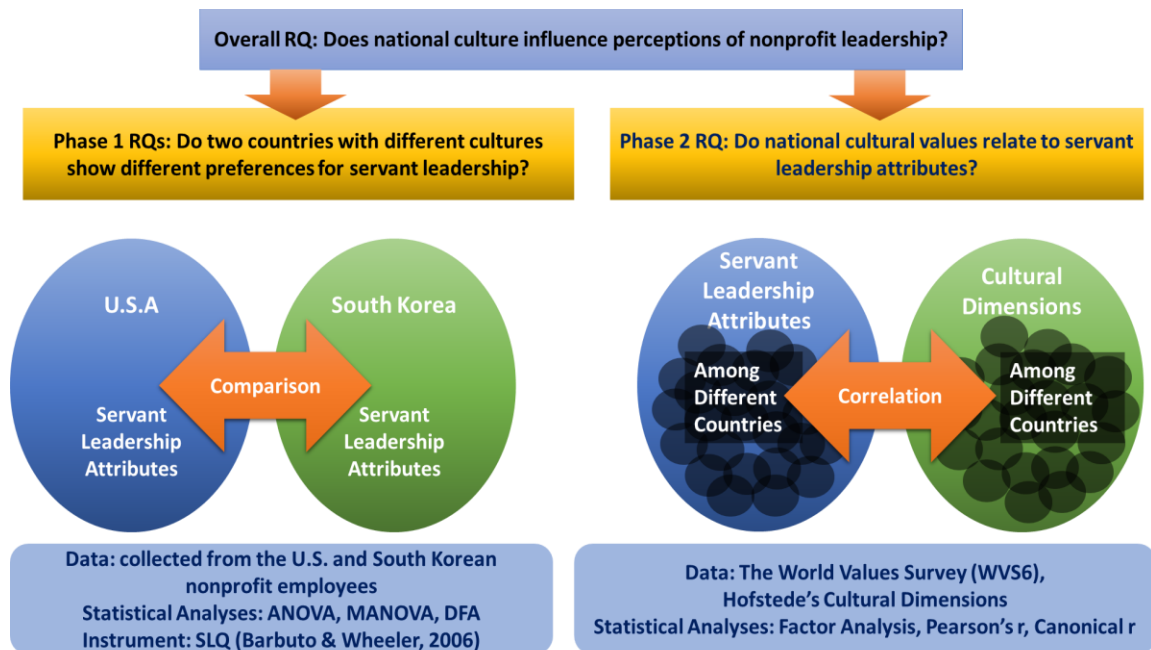 Overall RQ: Does national culture influence perceptions of nonprofit leadership?
Phase 1 RQs: Do two countries with different cultures
show different preferences for servant leadership?
Phase 2 RQ: Do national cultural values relate to servant
leadership attributes?
U.S.A
South Korea
Comparison
Servant
Leadership
Attributes
Servant
Leadership
Attributes
Servant
Leadership
Attributes
Cultural
Dimensions
Among
Different
Countries
Correlation
Among
Different
Countries
Data: collected from the U.S. and South Korean
nonprofit employees
Statistical Analyses: ANOVA, MANOVA, DFA
Instrument: SLQ (Barbuto & Wheeler, 2006)
Data: The World Values Survey (WVS6),
Hofstede’s Cultural Dimensions
Statistical Analyses: Factor Analysis, Pearson’s r, Canonical r